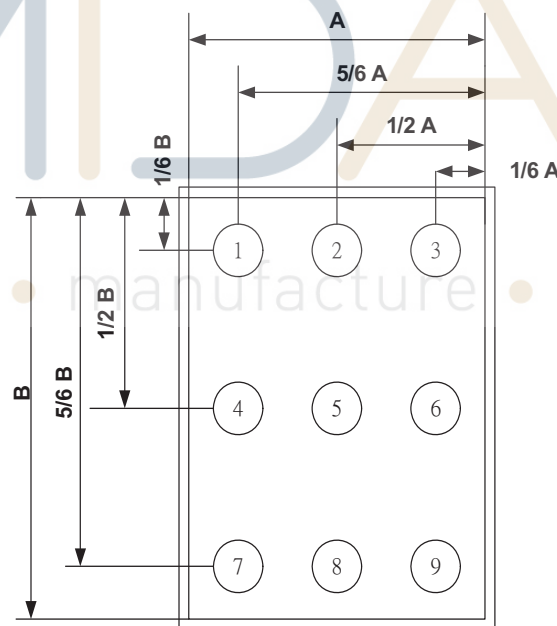 A
5/6 A
1/2 A
1/6 A
1/6 B
1/2 B
5/6 B
B
1 2 3
4 5 6
7 8 9
• manufacture •